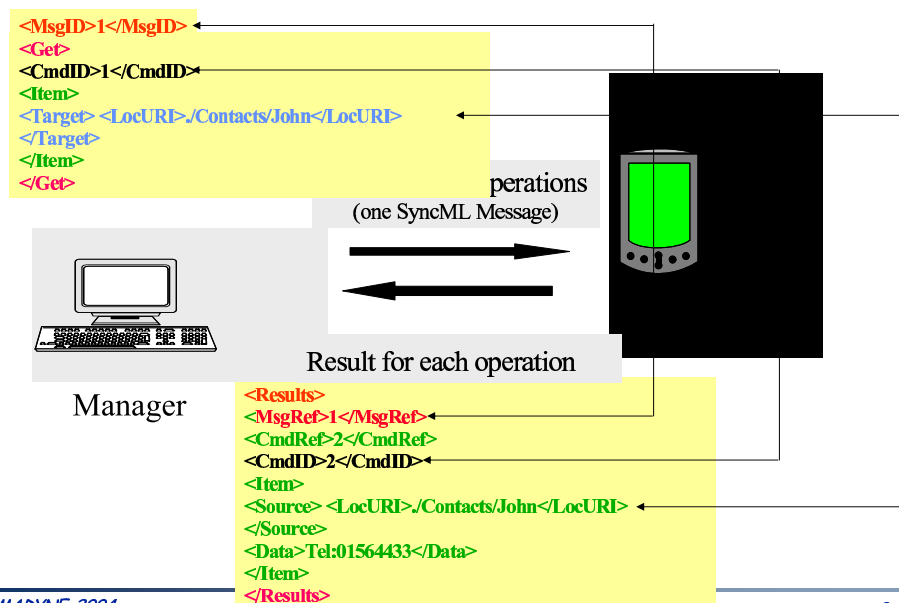 <MsgID>1</MsgID>
<Get>
<CmdID>1</CmdID>
<Item>
<Target> <LocURI>./Contacts/John</LocURI>
</Target>
</Item>
</Get>
perations
(one SyncML Message)
Result for each operation
Manager
<Results>
<MsgRef>1</MsgRef>
<CmdRef>2</CmdRef>
<CmdID>2</CmdID>
<Item>
<Source> <LocURI>./Contacts/John</LocURI>
</Source>
<Data>Tel:01564433</Data>
</Item>
</Results>